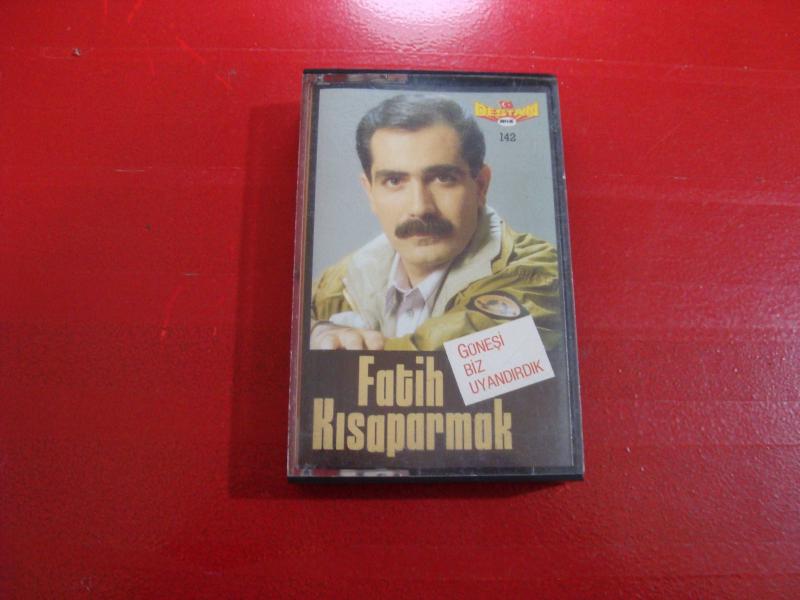 DESTAN
142
GÜNEŞİ
BİZ
UYANDIRDIK
Fatih
Kısaparmak